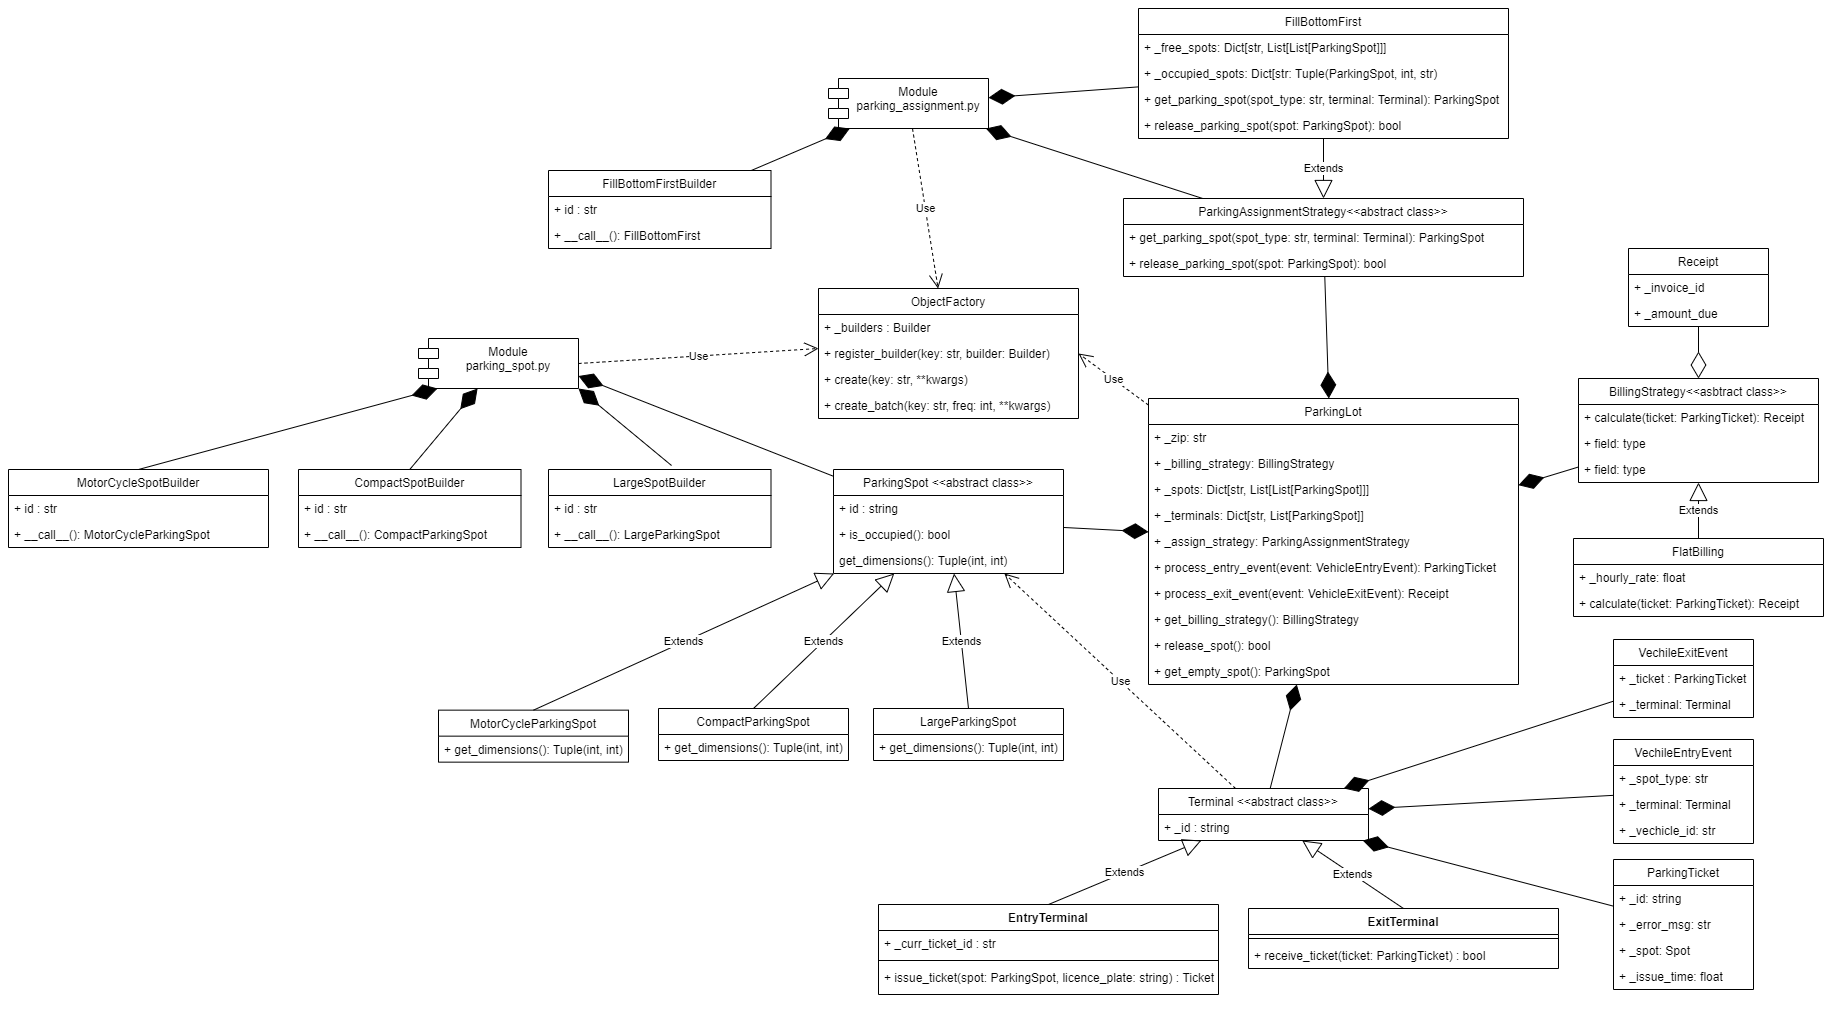 FillBottomFirst
+ _free_spots: Dict[str, List[List[ParkingSpot]]]
+ _occupied_spots: Dict[str: Tuple(ParkingSpot, int, str)
+ get_parking_spot(spot_type: str, terminal: Terminal): ParkingSpot
+ release_parking_spot(spot: ParkingSpot): bool
Module
parking_assignment.py
Extends
FillBottomFirstBuilder
+ id : str
+ __call__(): FillBottomFirst
Use
ParkingAssignmentStrategy<<abstract class>>
+ get_parking_spot(spot_type: str, terminal: Terminal): ParkingSpot
+ release_parking_spot(spot: ParkingSpot): bool
Receipt
+ _invoice_id
+ _amount_due
ObjectFactory
+ _builders : Builder
+ register_builder(key: str, builder: Builder)
+ create(key: str, **kwargs)
+ create_batch(key: str, freq: int, **kwargs)
Module
parking_spot.py
Use
Use
BillingStrategy<<asbtract class>>
+ calculate(ticket: ParkingTicket): Receipt
+ field: type
+ field: type
ParkingLot
+ _zip: str
+ _billing_strategy: BillingStrategy
+ _spots: Dict[str, List[List[ParkingSpot]]]
+ _terminals: Dict[str, List[ParkingSpot]]
+ _assign_strategy: ParkingAssignmentStrategy
+ process_entry_event(event: VehicleEntryEvent): ParkingTicket
+ process_exit_event(event: VehicleExitEvent): Receipt
+ get_billing_strategy(): BillingStrategy
+ release_spot(): bool
+ get_empty_spot(): ParkingSpot
MotorCycleSpotBuilder
+ id : str
+ __call__(): MotorCycleParkingSpot
CompactSpotBuilder
+ id : str
+ __call__(): CompactParkingSpot
LargeSpotBuilder
+ id : str
+ __call__(): LargeParkingSpot
ParkingSpot <<abstract class>>
+ id : string
+ is_occupied(): bool
get_dimensions(): Tuple(int, int)
Extends
FlatBilling
+ _hourly_rate: float
+ calculate(ticket: ParkingTicket): Receipt
Extends
Extends
Extends
Use
MotorCycleParkingSpot
+ get_dimensions(): Tuple(int, int)
CompactParkingSpot
+ get_dimensions(): Tuple(int, int)
LargeParkingSpot
+ get_dimensions(): Tuple(int, int)
VechileExitEvent
+ _ticket : ParkingTicket
+ _terminal: Terminal
VechileEntryEvent
+ _spot_type: str
+ _terminal: Terminal
+ _vechicle_id: str
Terminal <<abstract class>>
+ _id : string
Extends
Extends
ParkingTicket
+ _id: string
+ _error_msg: str
+ _spot: Spot
+ _issue_time: float
EntryTerminal
+ _curr_ticket_id : str
+ issue_ticket(spot: ParkingSpot, licence_plate: string) : Ticket
ExitTerminal
+ receive_ticket(ticket: ParkingTicket) : bool